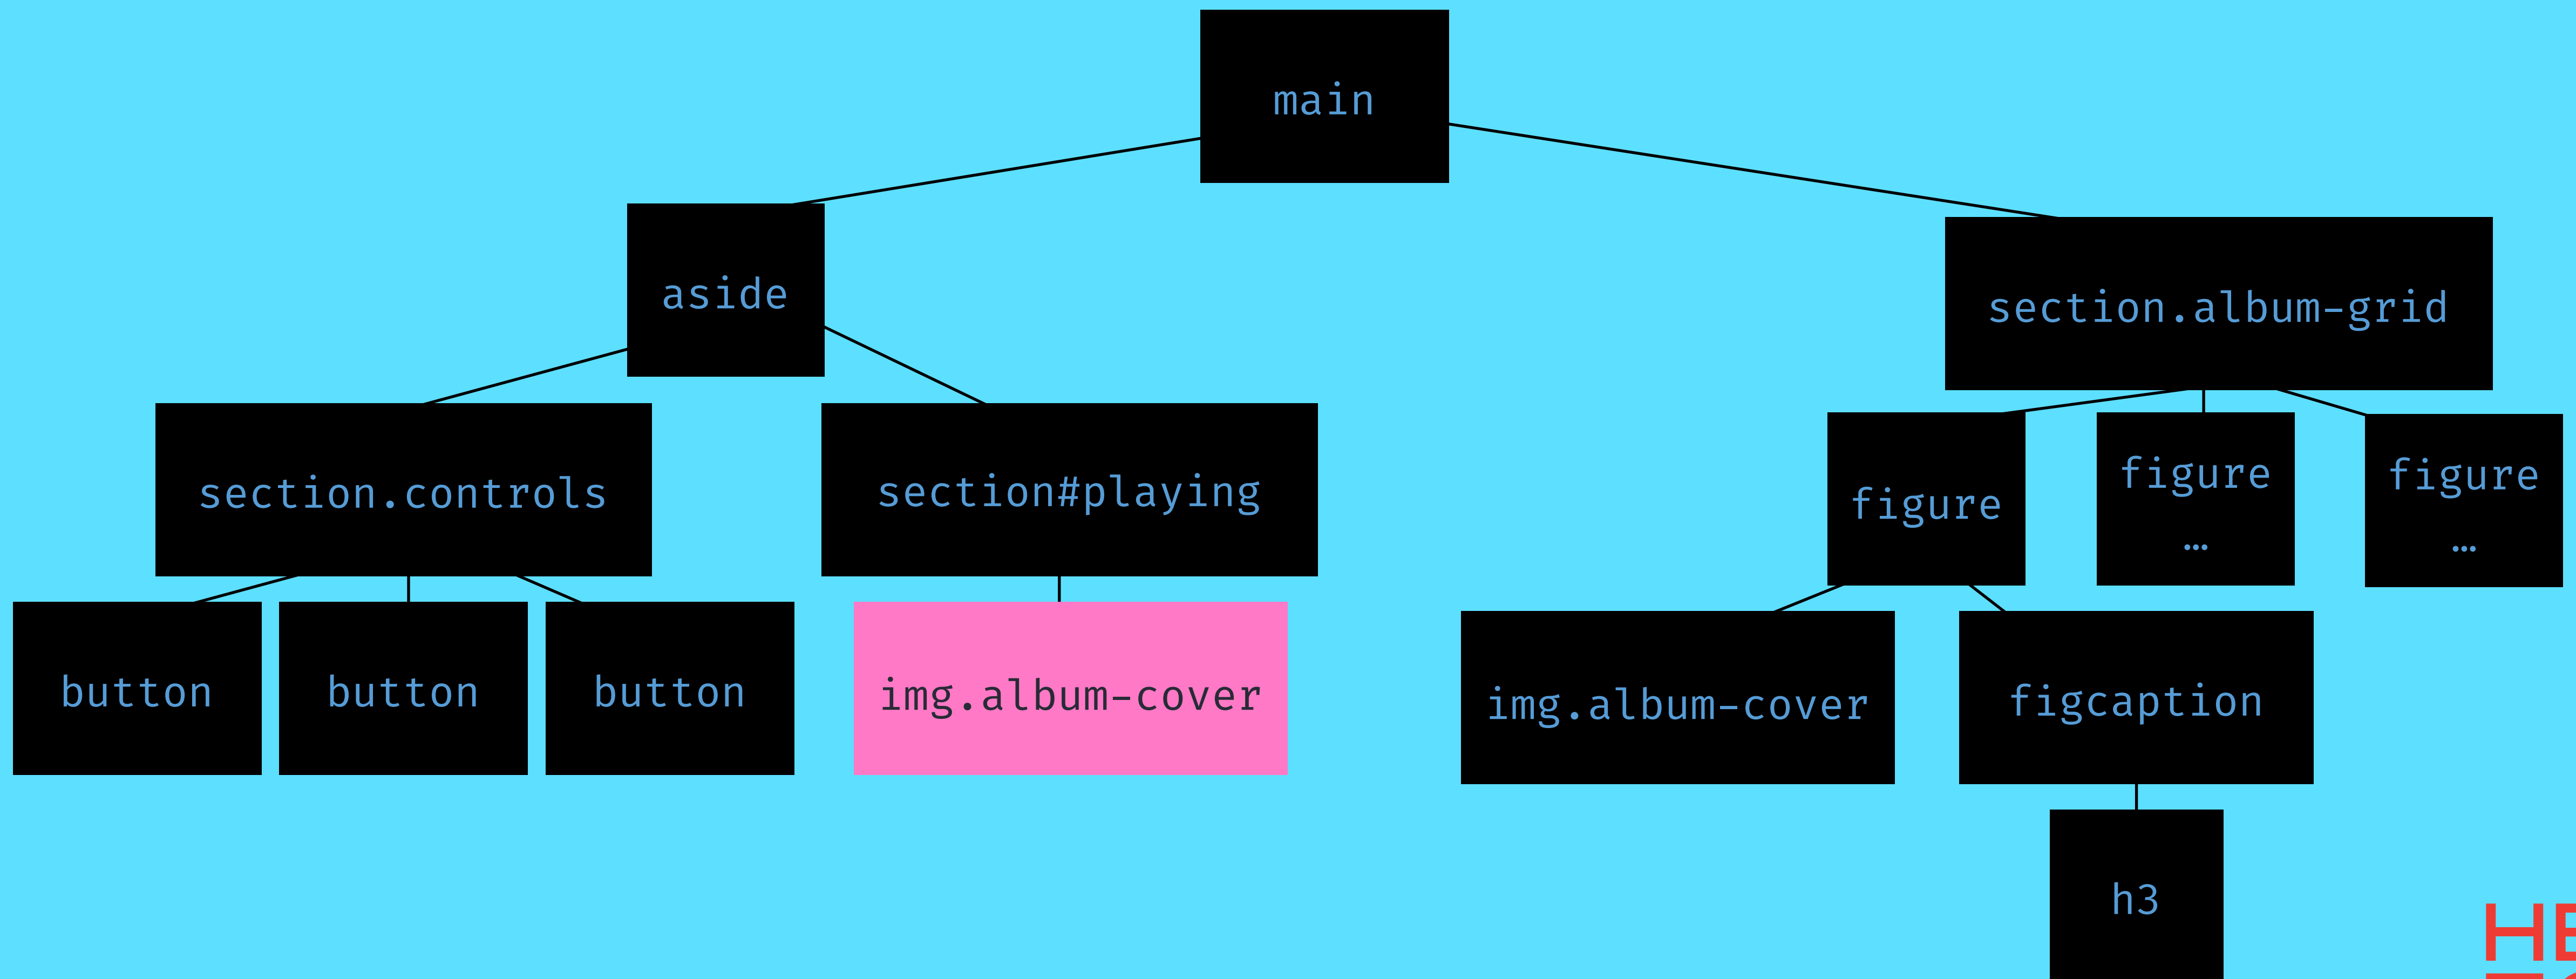 main
aside
section.album-grid
section.controls
section#playing
figure
figure
…
figure
…
button
button
button
img.album-cover
img.album-cover
figcaption
h3